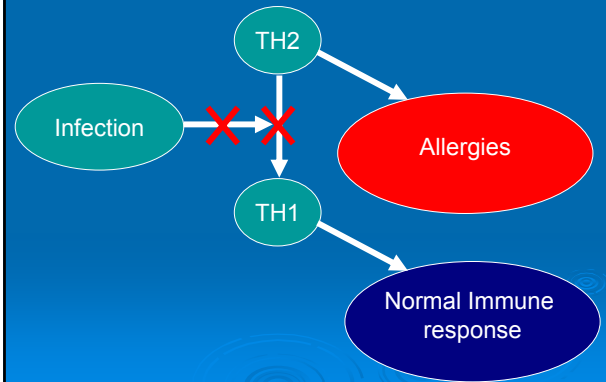 TH2
Infection
Allergies
TH1
Normal Immune
response